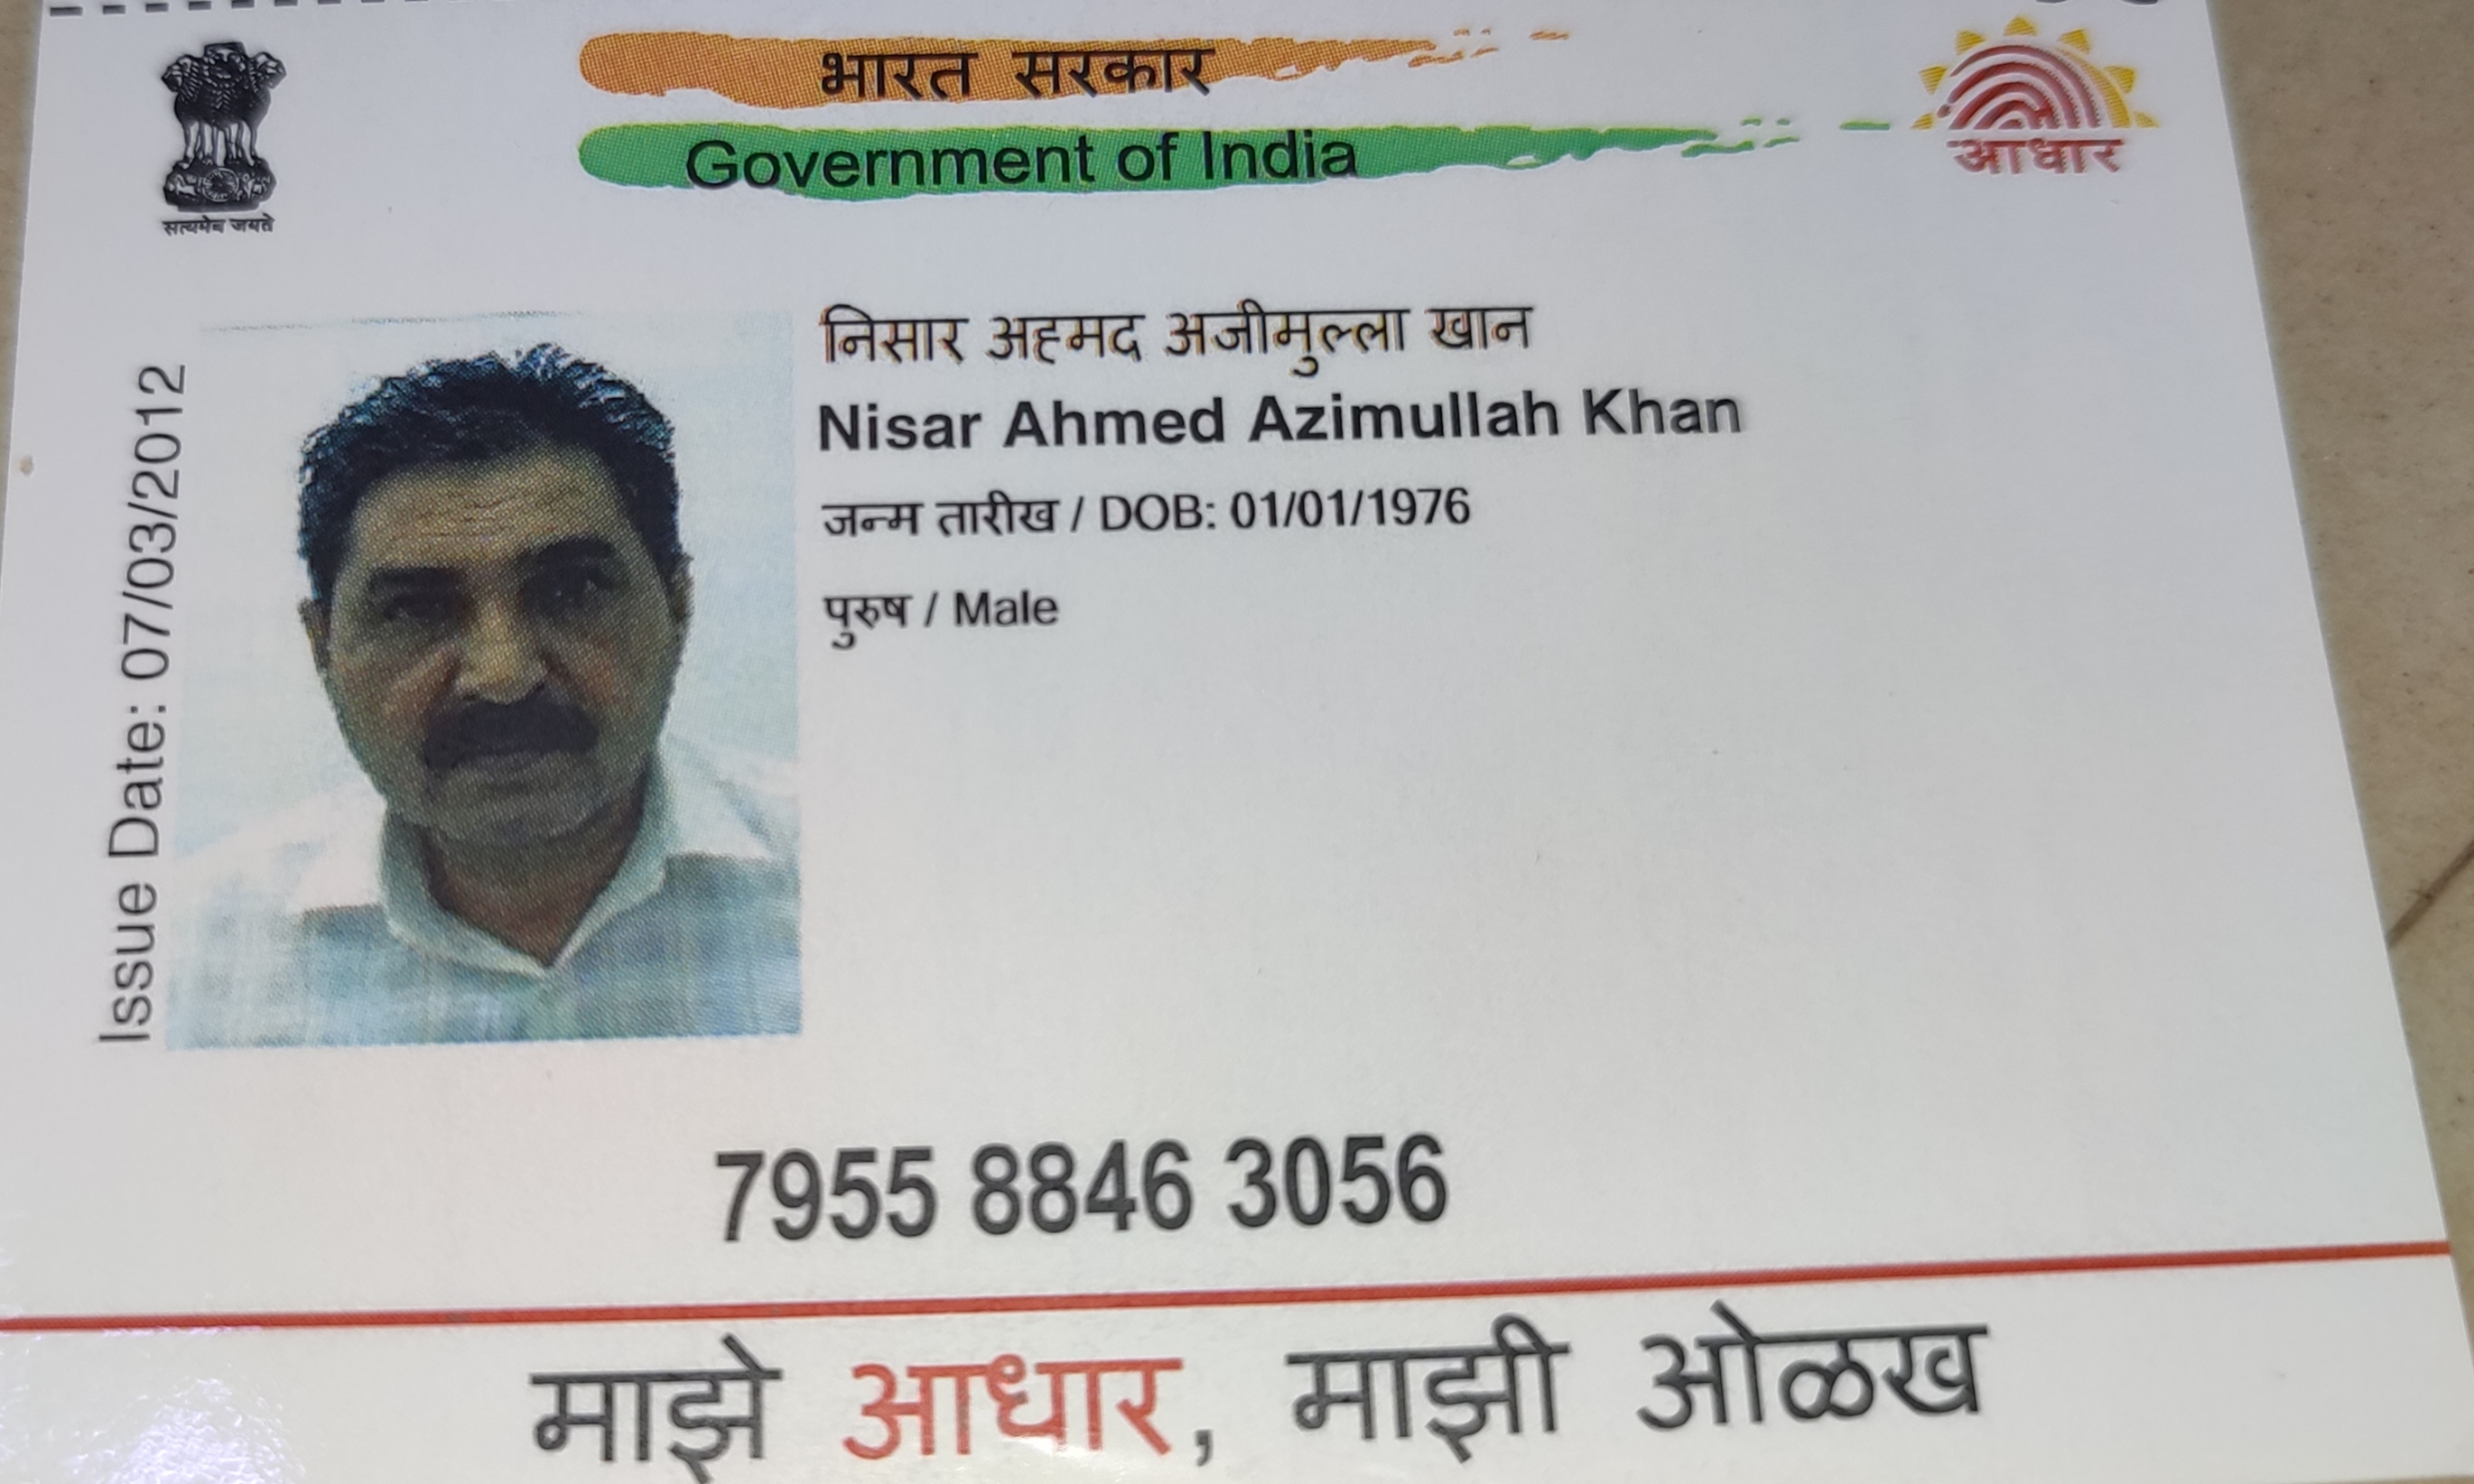 भारत सरकार
Government of India
आधार
सत्यमेव जयते
Issue Date: 07/03/2012
निसार अहमद अजीमुल्ला खान
Nisar Ahmed Azimullah Khan
जन्म तारीख / DOB: 01/01/1976
पुरुष / Male
7955 8846 3056
माझे आधार, माझी ओळख